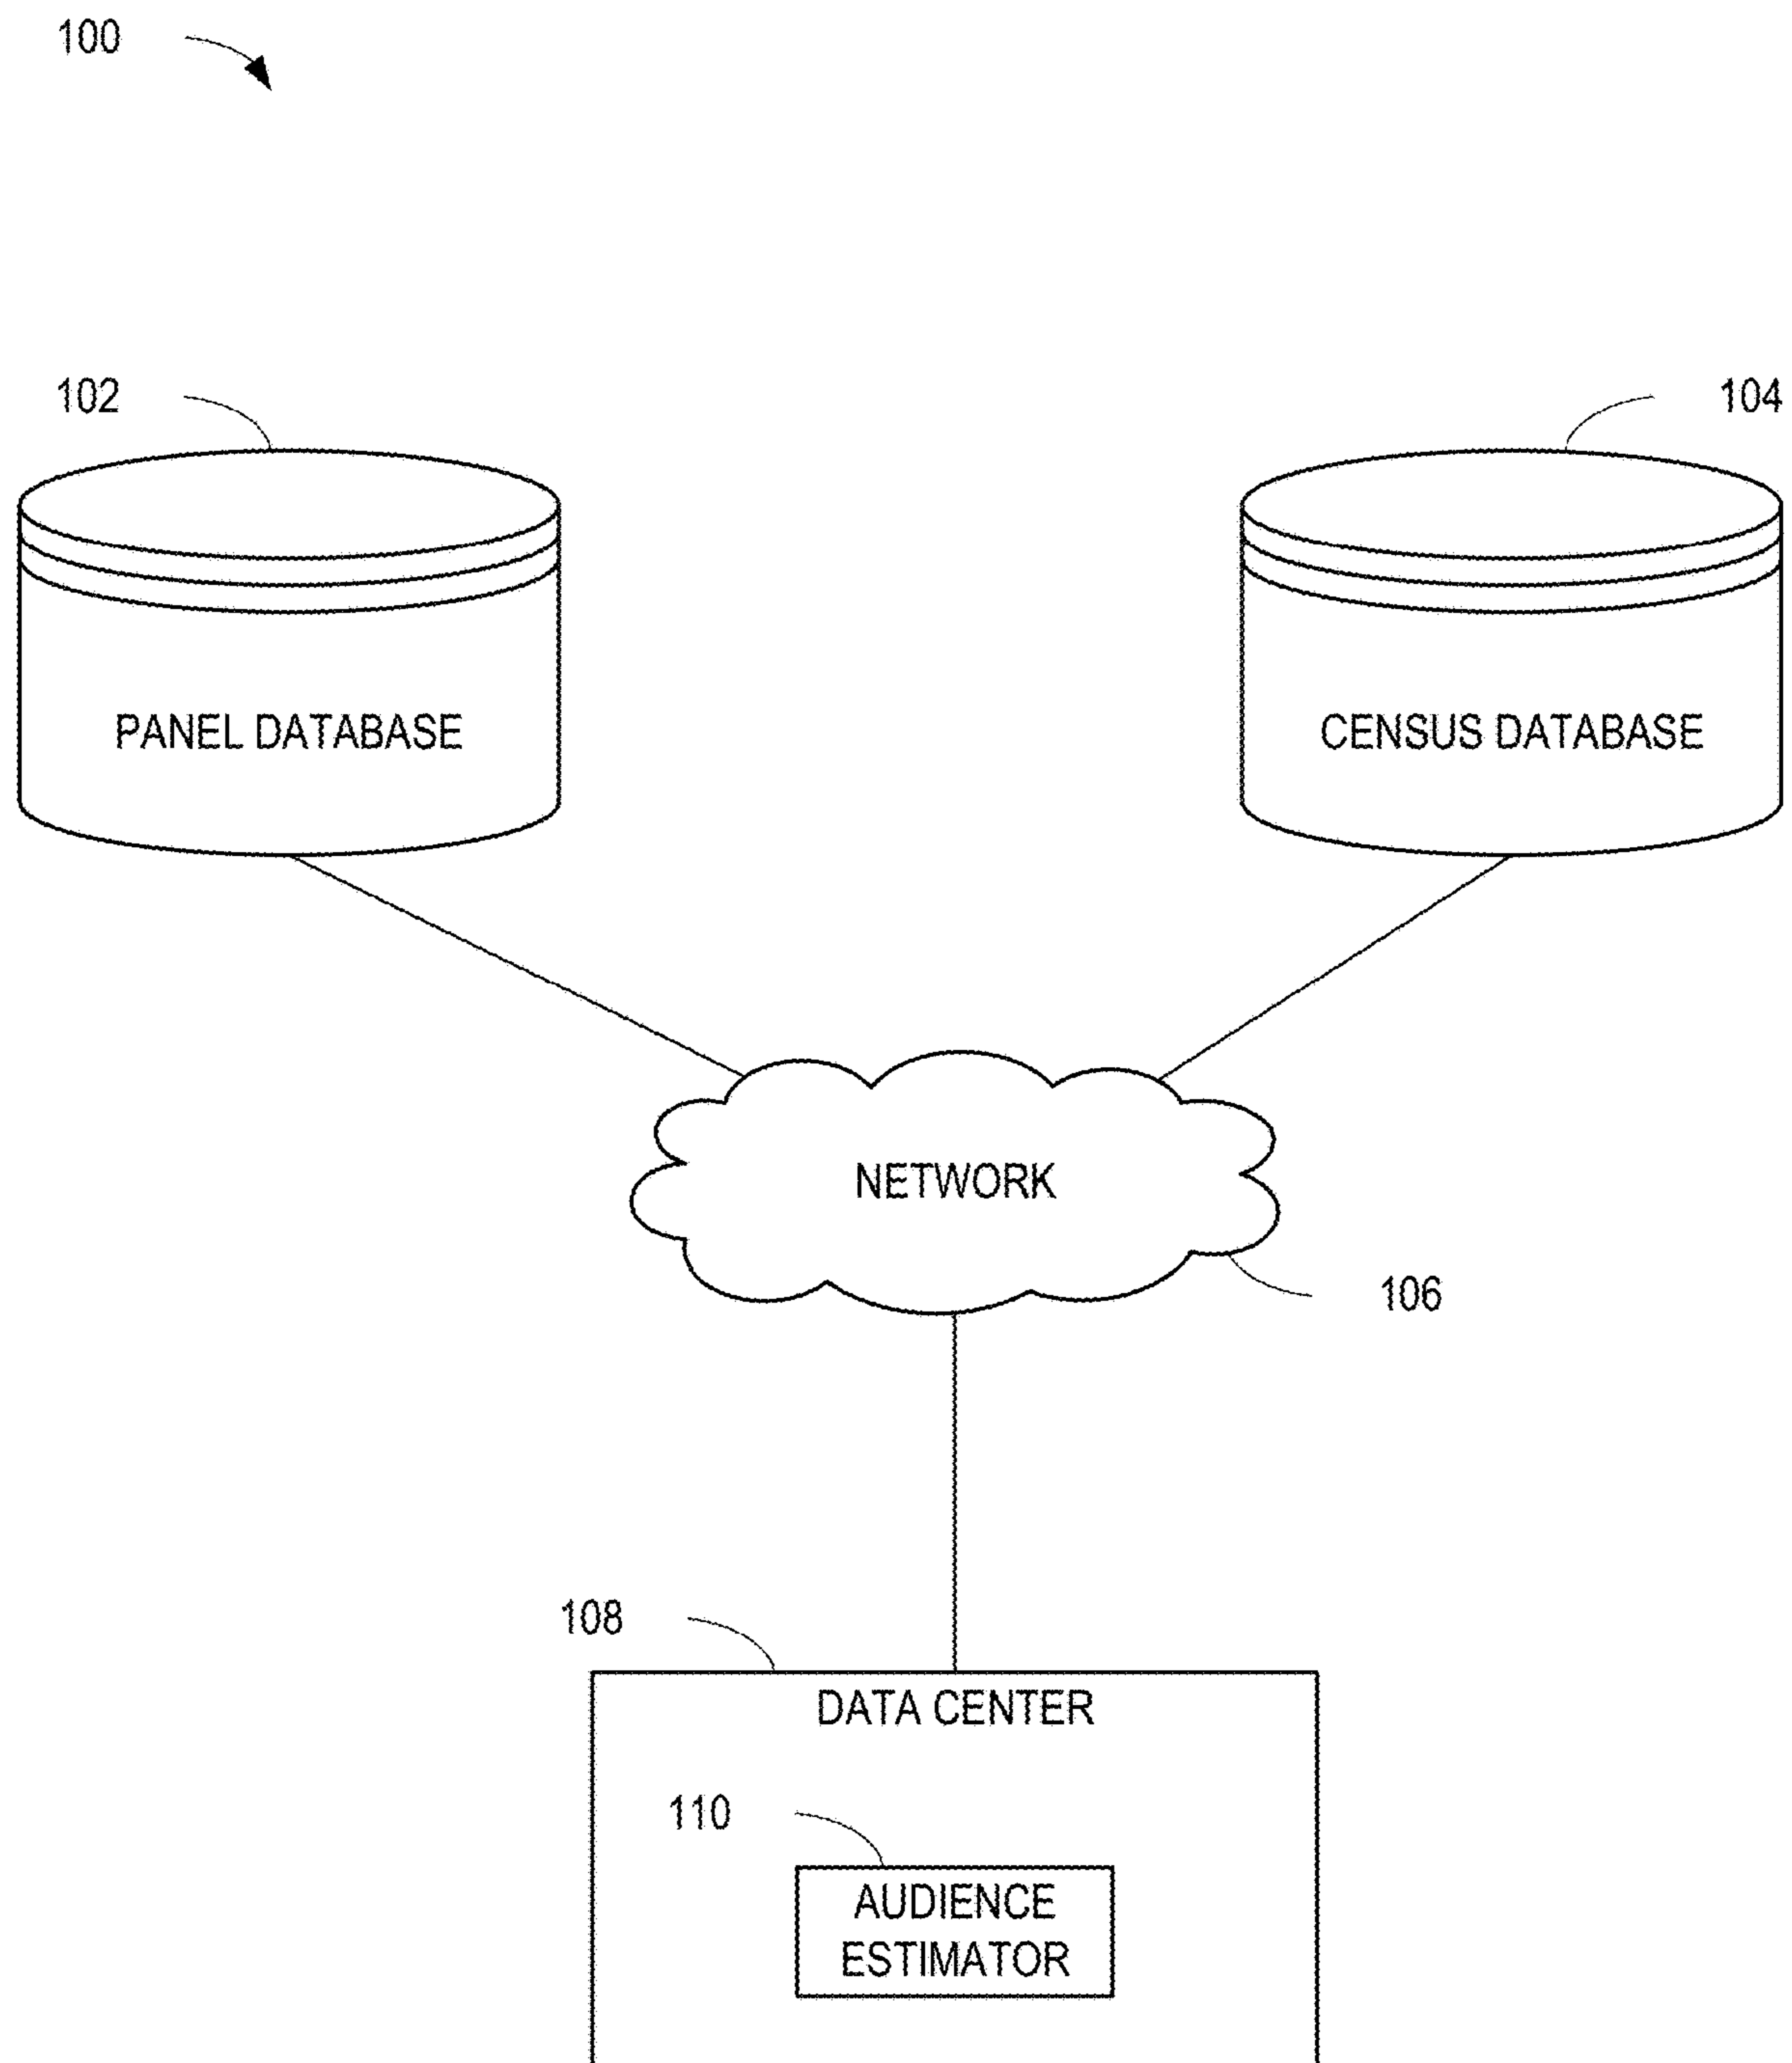 100
102
104
PANEL DATABASE
CENSUS DATABASE
NETWORK
106
108
DATA CENTER
110
AUDIENCE
ESTIMATOR